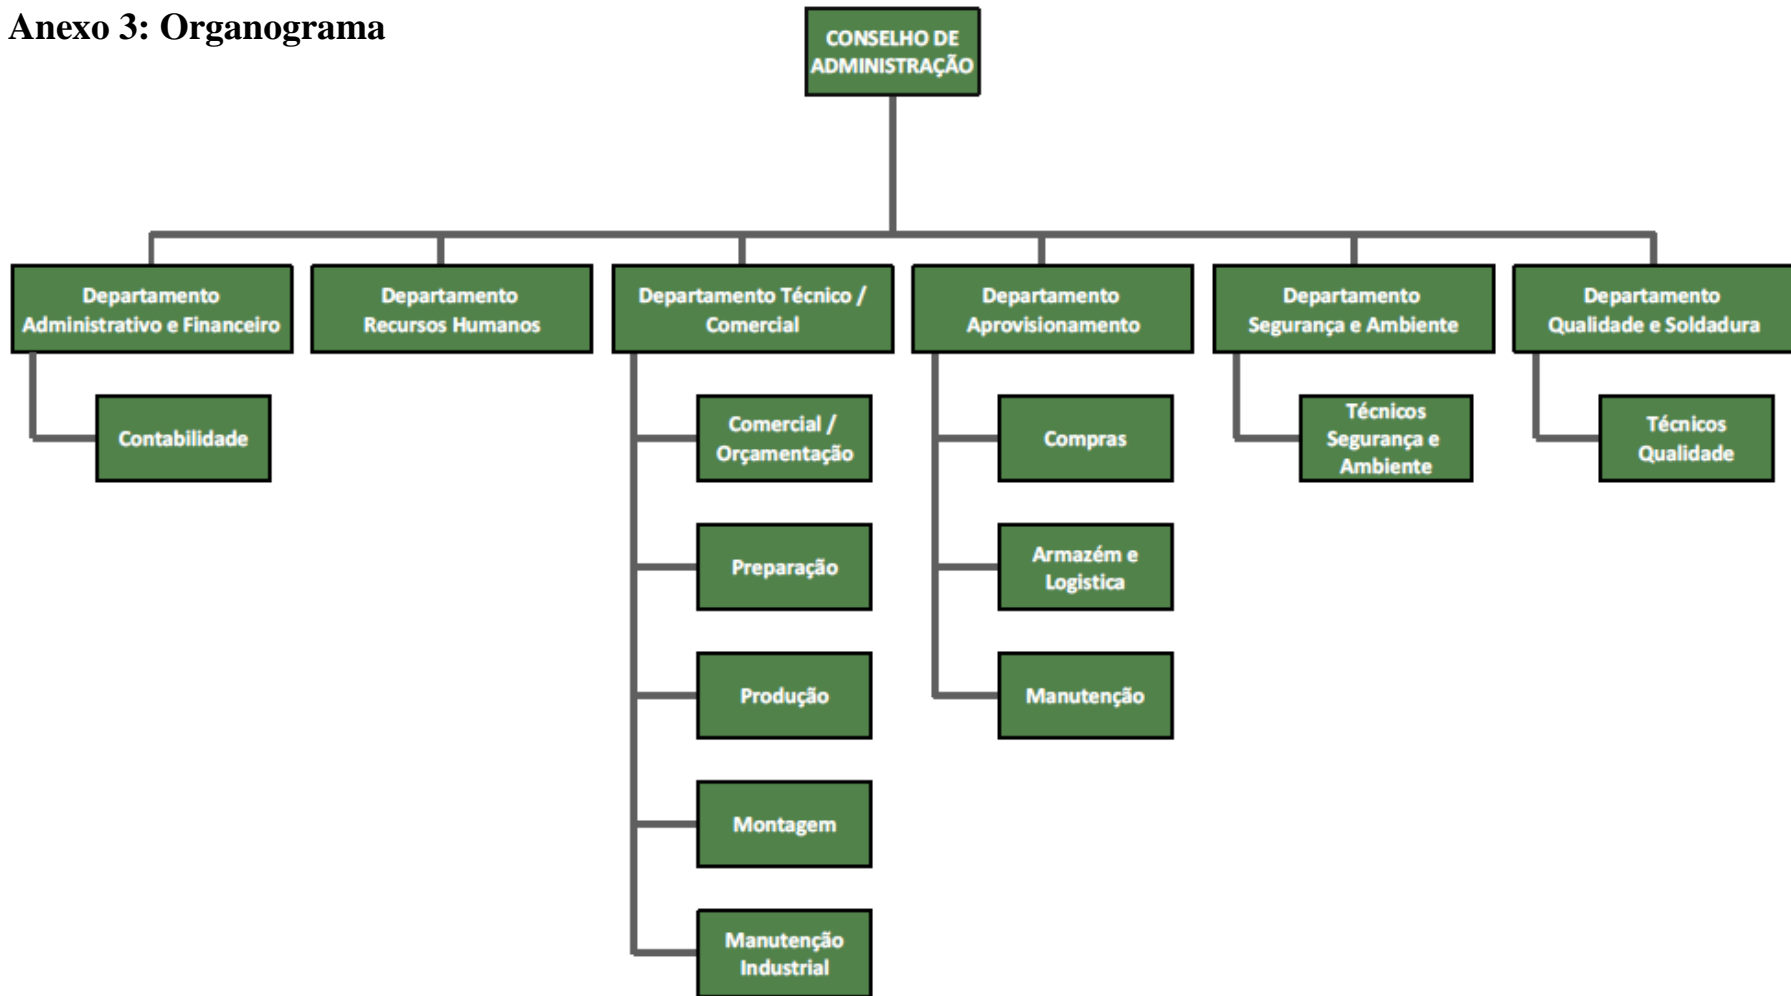 Anexo 3: Organograma
CONSELHO DE
ADMINISTRAÇÃO
Departamento
Administrativo e Financeiro
Departamento
Recursos Humanos
Departamento Técnico /
Comercial
Departamento
Aprovisionamento
Departamento
Segurança e Ambiente
Departamento
Qualidade e Soldadura
Contabilidade
Comercial /
Orçamentação
Preparação
Produção
Montagem
Manutenção
Industrial
Compras
Armazém e
Logistica
Manutenção
Técnicos
Segurança e
Ambiente
Técnicos
Qualidade